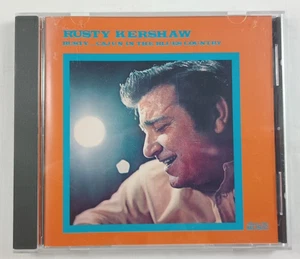 RUSTY KERSHAW
RUSTY...CAJUN IN THE BLUES COUNTRY